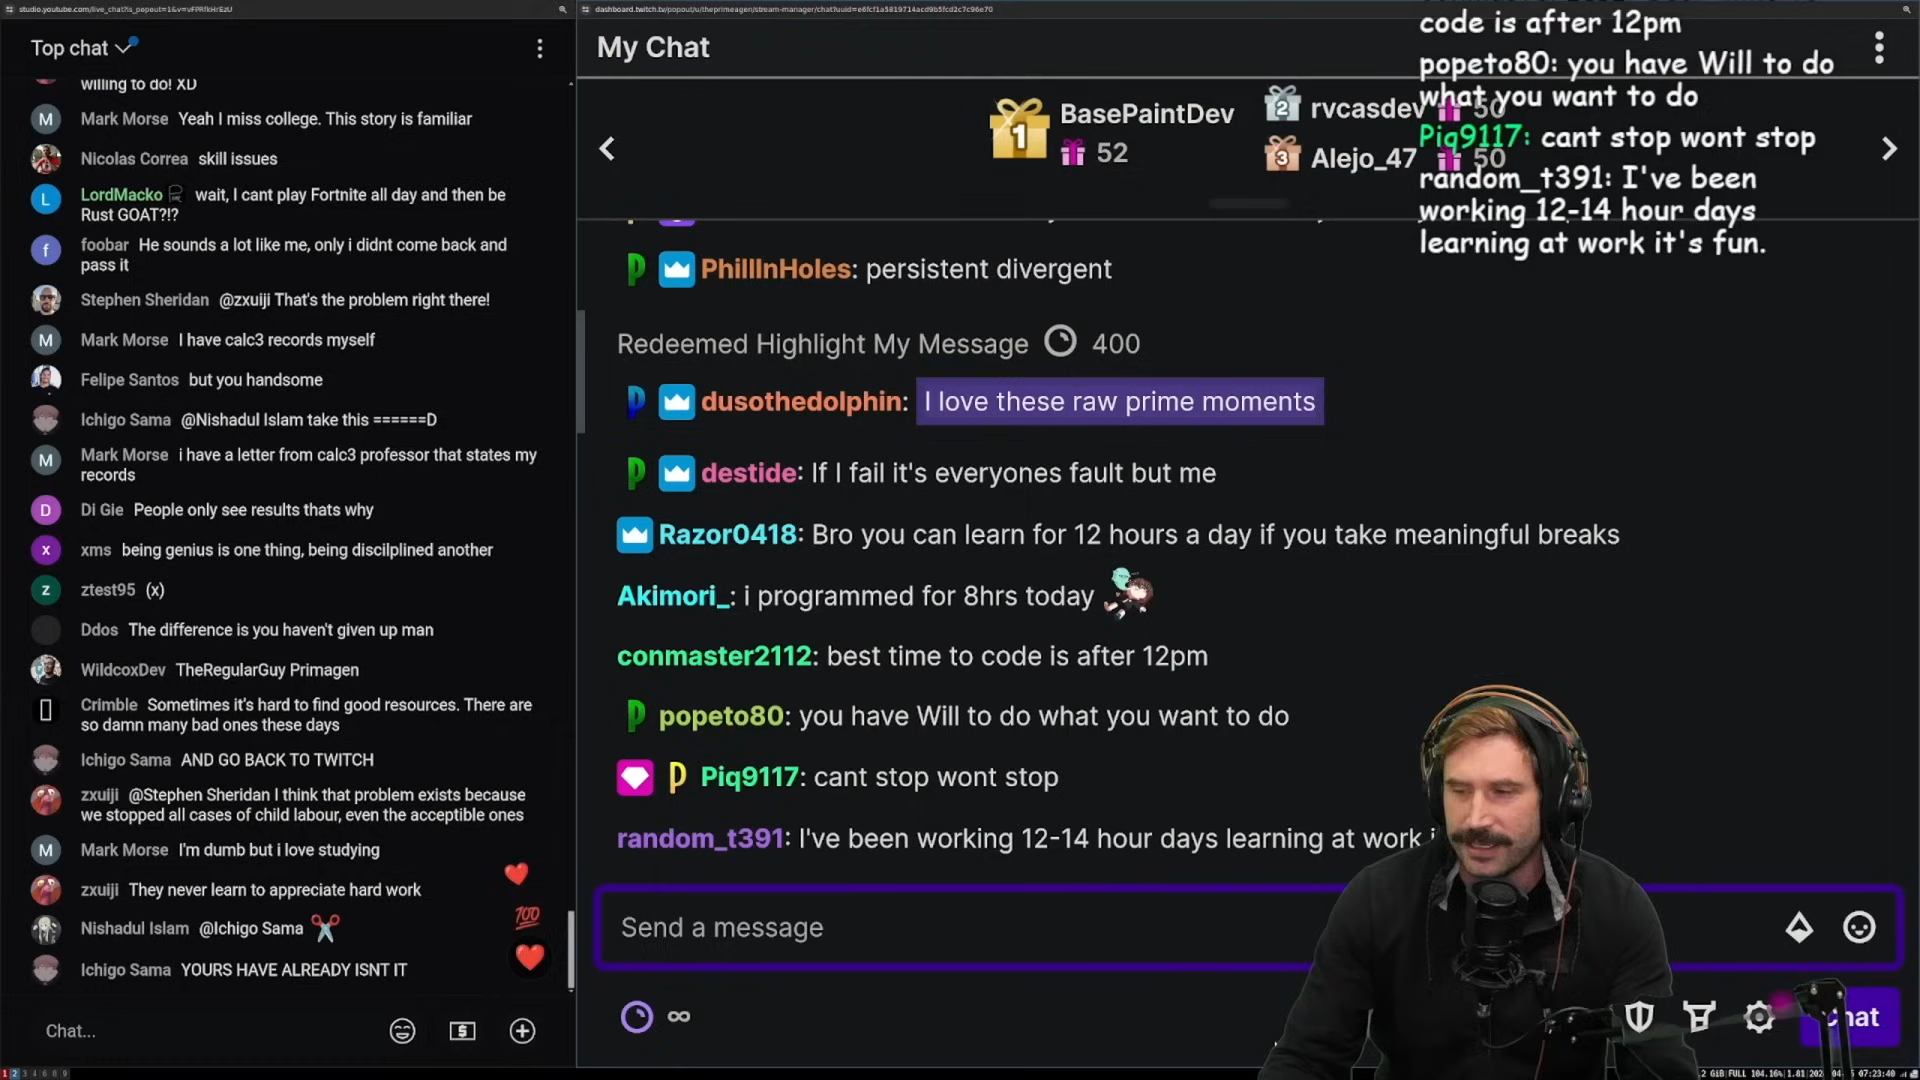 studio.youtube.com/live_chat?is_popout=1&v=vFPRfkHrEzU
Top chat
willing to do! XD
Mark Morse Yeah I miss college. This story is familiar
Nicolas Correa skill issues
LordMacko wait, I cant play Fortnite all day and then be
Rust GOAT?!?
foobar He sounds a lot like me, only i didnt come back and
pass it
Stephen Sheridan @zxuiji That's the problem right there!
Mark Morse I have calc3 records myself
Felipe Santos but you handsome
Ichigo Sama @Nishadul Islam take this ======D
Mark Morse i have a letter from calc3 professor that states my
records
Di Gie People only see results thats why
xms being genius is one thing, being discilplined another
ztest95 (x)
Ddos The difference is you haven't given up man
WildcoxDev TheRegularGuy Primagen
Crimble Sometimes it's hard to find good resources. There are
so damn many bad ones these days
Ichigo Sama AND GO BACK TO TWITCH
zxuiji @Stephen Sheridan I think that problem exists because
we stopped all cases of child labour, even the acceptible ones
Mark Morse I'm dumb but i love studying
zxuiji They never learn to appreciate hard work
Nishadul Islam @Ichigo Sama
Ichigo Sama YOURS HAVE ALREADY ISNT IT
Chat...
dashboard.twitch.tv/popout/u/theprimeagen/stream-manager/chat?uuid=e6fcf1a5819714acd9b5fcd2c7c96e70
My Chat
1 BasePaintDev
52
2 rvcasdev 50
3 Alejo_47 50
PhillInHoles: persistent divergent
Redeemed Highlight My Message 400
dusothedolphin: I love these raw prime moments
destide: If I fail it's everyones fault but me
Razor0418: Bro you can learn for 12 hours a day if you take meaningful breaks
Akimori_: i programmed for 8hrs today
conmaster2112: best time to code is after 12pm
popeto80: you have Will to do what you want to do
Piq9117: cant stop wont stop
random_t391: I've been working 12-14 hour days learning at work
Send a message
code is after 12pm
popeto80: you have Will to do
what you want to do
Piq9117: cant stop wont stop
random_t391: I've been
working 12-14 hour days
learning at work it's fun.